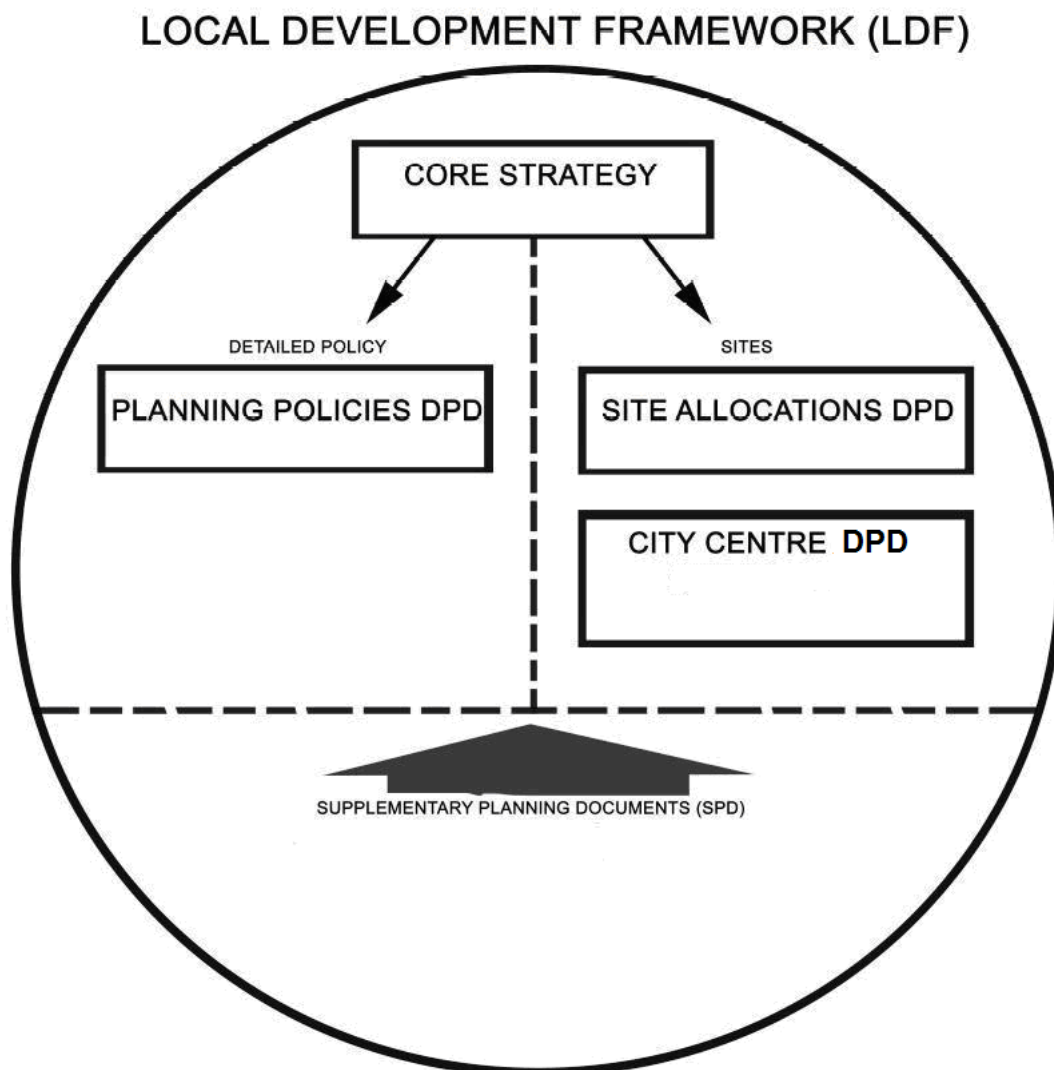 LOCAL DEVELOPMENT FRAMEWORK (LDF)
CORE STRATEGY
DETAILED POLICY
PLANNING POLICIES DPD
SITES
SITE ALLOCATIONS DPD
CITY CENTRE DPD
SUPPLEMENTARY PLANNING DOCUMENTS (SPD)